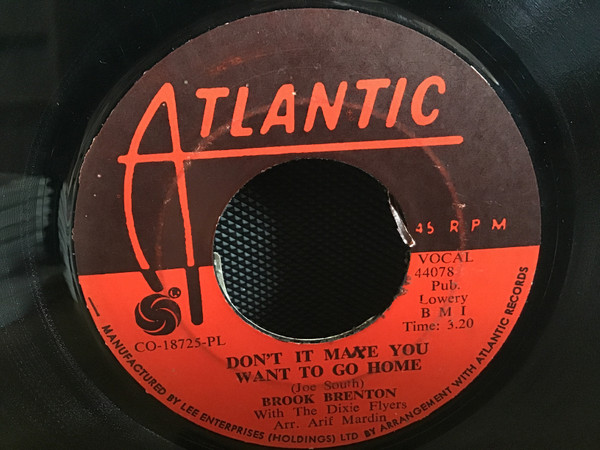 ATLANTIC
45 RPM
VOCAL
44078
Pub.
Lowery
B M I
Time: 3.20
®
CO-18725-PL
DON'T IT MAKE YOU
WANT TO GO HOME
(Joe South)
BROOK BRENTON
With The Dixie Flyers
Arr. Arif Mardin
MANUFACTURED BY LEE ENTERPRISES (HOLDINGS) LTD BY ARRANGEMENT WITH ATLANTIC RECORDS